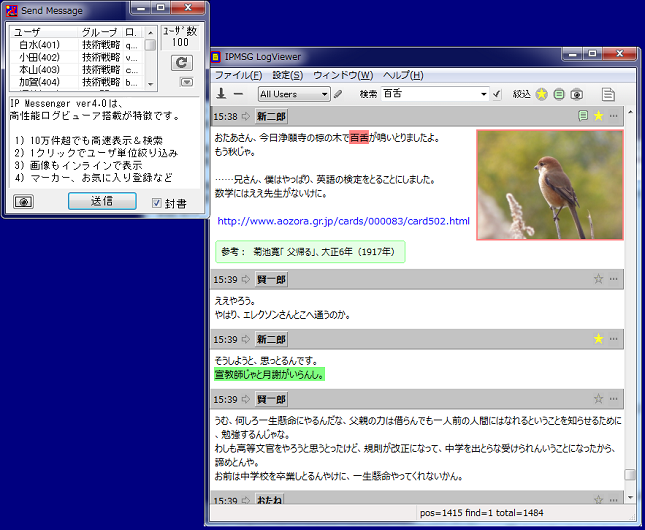 Send Message
ユーザ グループ ロ.
白水(401) 技術戦略 q...
小田(402) 技術戦略 v...
本山(403) 技術戦略 c...
加賀(404) 技術戦略 b...
ﾕｰｻﾞ数
100
IP Messenger ver4.0は、
高性能ログビューア搭載が特徴です。
1) 10万件超でも高速表示＆検索
2) 1クリックでユーザ単位絞り込み
3) 画像もインラインで表示
4) マーカー、お気に入り登録など
送信
封書
IPMSG LogViewer
ファイル(F) 設定(S) ウィンドウ(W) ヘルプ(H)
All Users 検索 百舌 絞込
15:38 新二郎
おたあさん、今日浄願寺の椋の木で百舌が鳴いとりましたよ。
もう秋じゃ。
……兄さん、僕はやっぱり、英語の検定をとることにしました。
数学にはええ先生がないけに。
http://www.aozora.gr.jp/cards/000083/card502.html
参考： 菊池寛「 父帰る」、大正6年（1917年）
15:39 賢一郎
ええやろう。
やはり、エレクソンさんとこへ通うのか。
15:39 新二郎
そうしようと、思っとるんです。
宣教師じゃと月謝がいらんし。
15:39 賢一郎
うむ、何しろ一生懸命にやるんだな、父親の力は借らんでも一人前の人間にはなれるということを知らせるために
、勉強するんじゃな。
わしも高等文官をやろうと思うとったけど、規則が改正になって、中学を出とらな受けられんいうことになったから、
諦めとんや。
お前は中学校を卒業しとるんやけに、一生懸命やってくれないかん。
15:39 おたね
pos=1415 find=1 total=1484